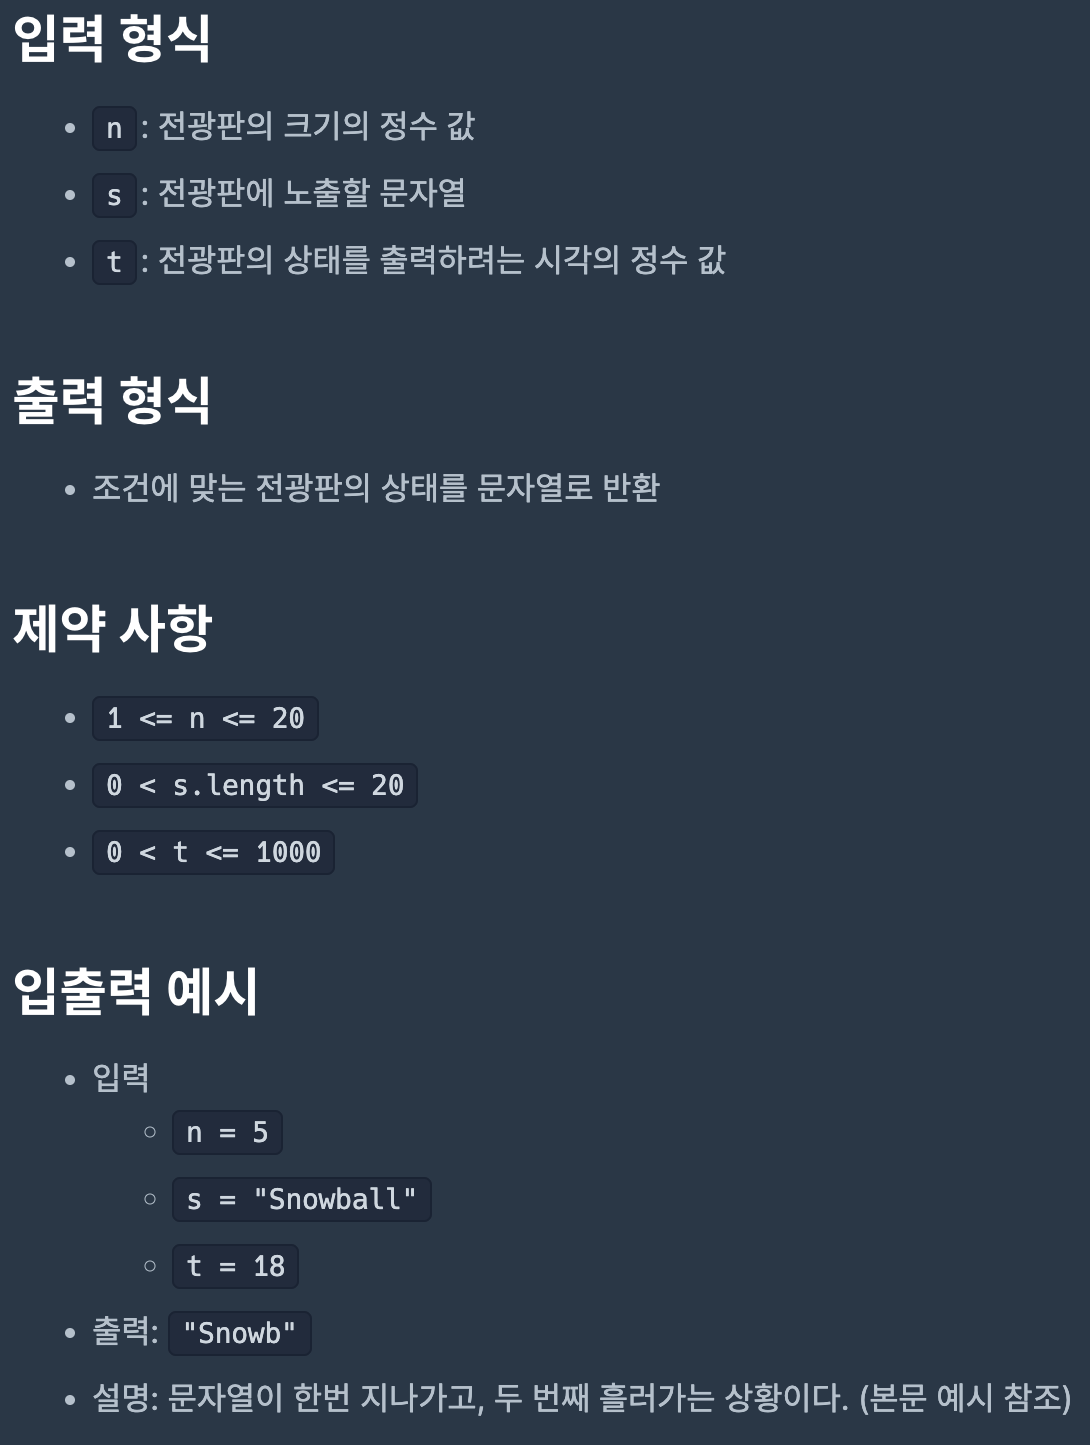 입력 형식
n : 전광판의 크기의 정수 값
s : 전광판에 노출할 문자열
t : 전광판의 상태를 출력하려는 시각의 정수 값
출력 형식
조건에 맞는 전광판의 상태를 문자열로 반환
제약 사항
1 <= n <= 20
0 < s.length <= 20
0 < t <= 1000
입출력 예시
입력
n = 5
s = "Snowball"
t = 18
출력: "Snowb"
설명: 문자열이 한번 지나가고, 두 번째 흘러가는 상황이다. (본문 예시 참조)